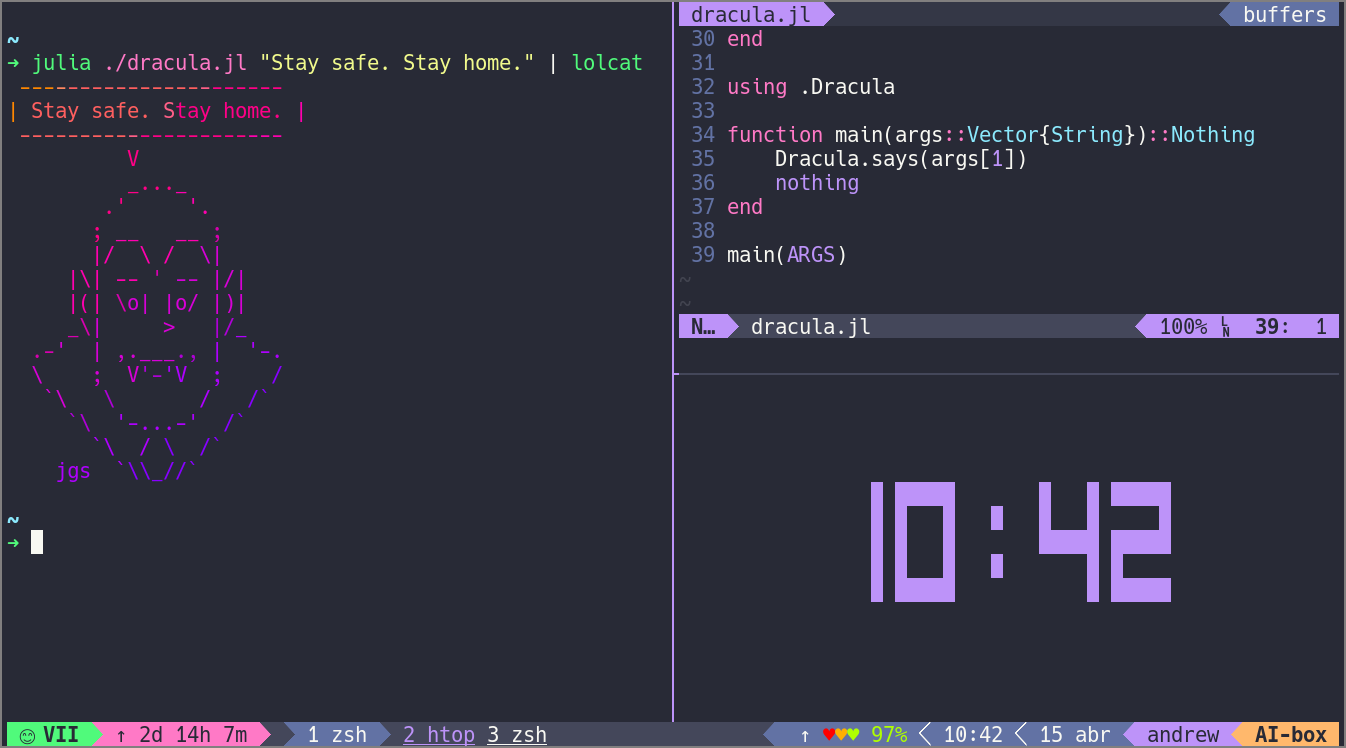 ~
→ julia ./dracula.jl "Stay safe. Stay home." | lolcat
 ----------------------
| Stay safe. Stay home. |
 ----------------------
          V
          _..._
        .'     '.
       ; __   __ ;
       |/  \ /  \|
     |\| -- ' -- |/|
     |(| \o| |o/ |)|
     _\|     >   |/_
  .-'  | ,.___., |  '-.
  \    ;  V'-'V  ;    /
   `\   \       /   /`
     `\  '-...-'  /`
       `\  / \  /`
    jgs  `\\_//`
~
→
dracula.jl buffers
30 end
31
32 using .Dracula
33
34 function main(args::Vector{String})::Nothing
35     Dracula.says(args[1])
36     nothing
37 end
38
39 main(ARGS)
~
~
N… dracula.jl 100% LN 39: 1
10:42
😊 VII ↑ 2d 14h 7m 1 zsh 2 htop 3 zsh ↑ ♥♥♥ 97% 10:42 15 abr andrew AI-box